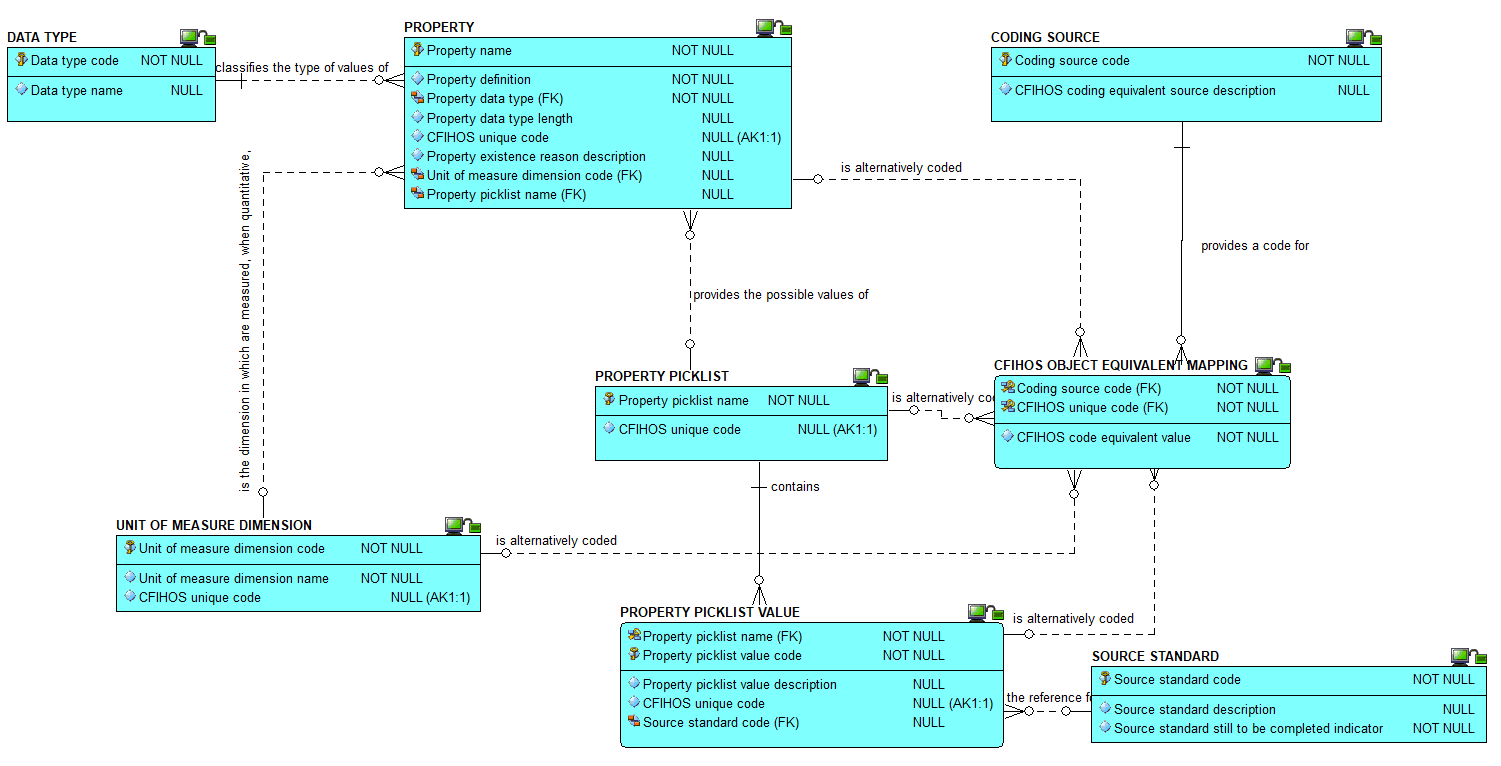 DATA TYPE
Data type code NOT NULL
Data type name NULL
classifies the type of values of
PROPERTY
Property name NOT NULL
Property definition NOT NULL
Property data type (FK) NOT NULL
Property data type length NULL
CFIHOS unique code NULL (AK1:1)
Property existence reason description NULL
Unit of measure dimension code (FK) NULL
Property picklist name (FK) NULL
CODING SOURCE
Coding source code NOT NULL
CFIHOS coding equivalent source description NULL
is alternatively coded
provides a code for
is the dimension in which are measured, when quantitative,
provides the possible values of
PROPERTY PICKLIST
Property picklist name NOT NULL
CFIHOS unique code NULL (AK1:1)
is alternatively co
CFIHOS OBJECT EQUIVALENT MAPPING
Coding source code (FK) NOT NULL
CFIHOS unique code (FK) NOT NULL
CFIHOS code equivalent value NOT NULL
contains
UNIT OF MEASURE DIMENSION
Unit of measure dimension code NOT NULL
Unit of measure dimension name NOT NULL
CFIHOS unique code NULL (AK1:1)
is alternatively coded
PROPERTY PICKLIST VALUE
Property picklist name (FK) NOT NULL
Property picklist value code NOT NULL
Property picklist value description NULL
CFIHOS unique code NULL (AK1:1)
Source standard code (FK) NULL
is alternatively coded
the reference f
SOURCE STANDARD
Source standard code NOT NULL
Source standard description NULL
Source standard still to be completed indicator NOT NULL